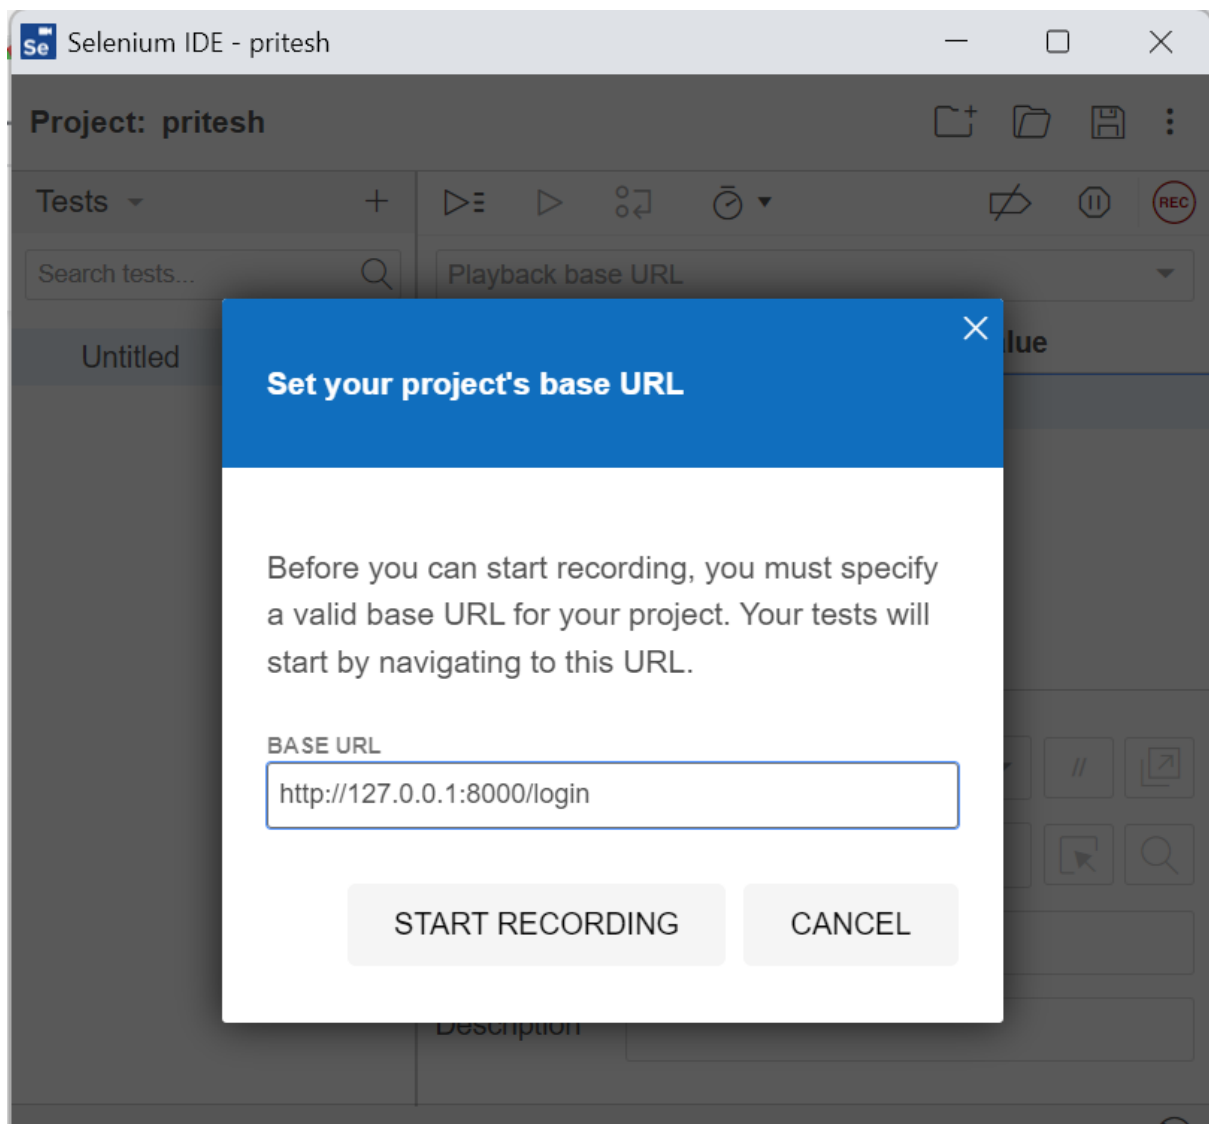 Se Selenium IDE - pritesh
Project: pritesh
Tests
REC
Search tests...
Playback base URL
Untitled
lue
Set your project's base URL
Before you can start recording, you must specify
a valid base URL for your project. Your tests will
start by navigating to this URL.
BASE URL
http://127.0.0.1:8000/login
//
START RECORDING
CANCEL
Description